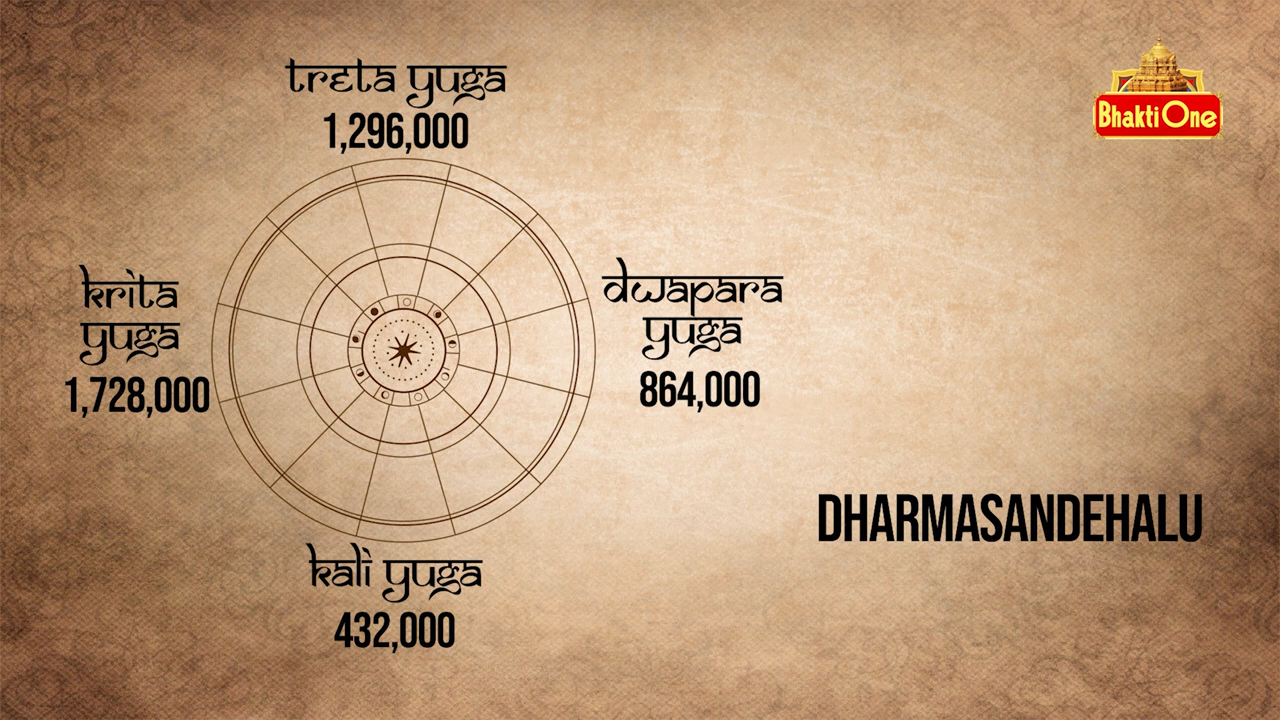 treta yuga
1,296,000
Bhakti One
krita
yuga
1,728,000
dwapara
yuga
864,000
DHARMASANDEHALU
kali yuga
432,000